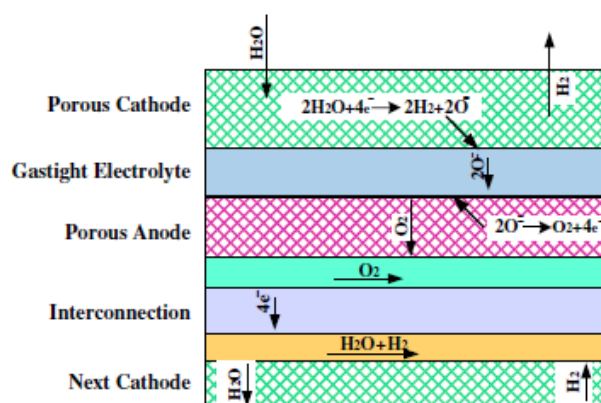 H2O
H2
Porous Cathode
2H2O+4e⁻→2H2+2O⁻
Gastight Electrolyte
2O⁻
Porous Anode
O2
2O⁻→O2+4e⁻
O2
Interconnection
4e⁻
H2O+H2
Next Cathode
H2O
H2